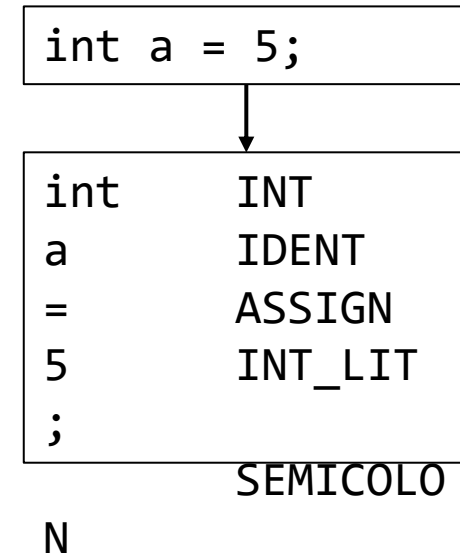 int a = 5;
int INT
a IDENT
= ASSIGN
5 INT_LIT
;
SEMICOLO
N